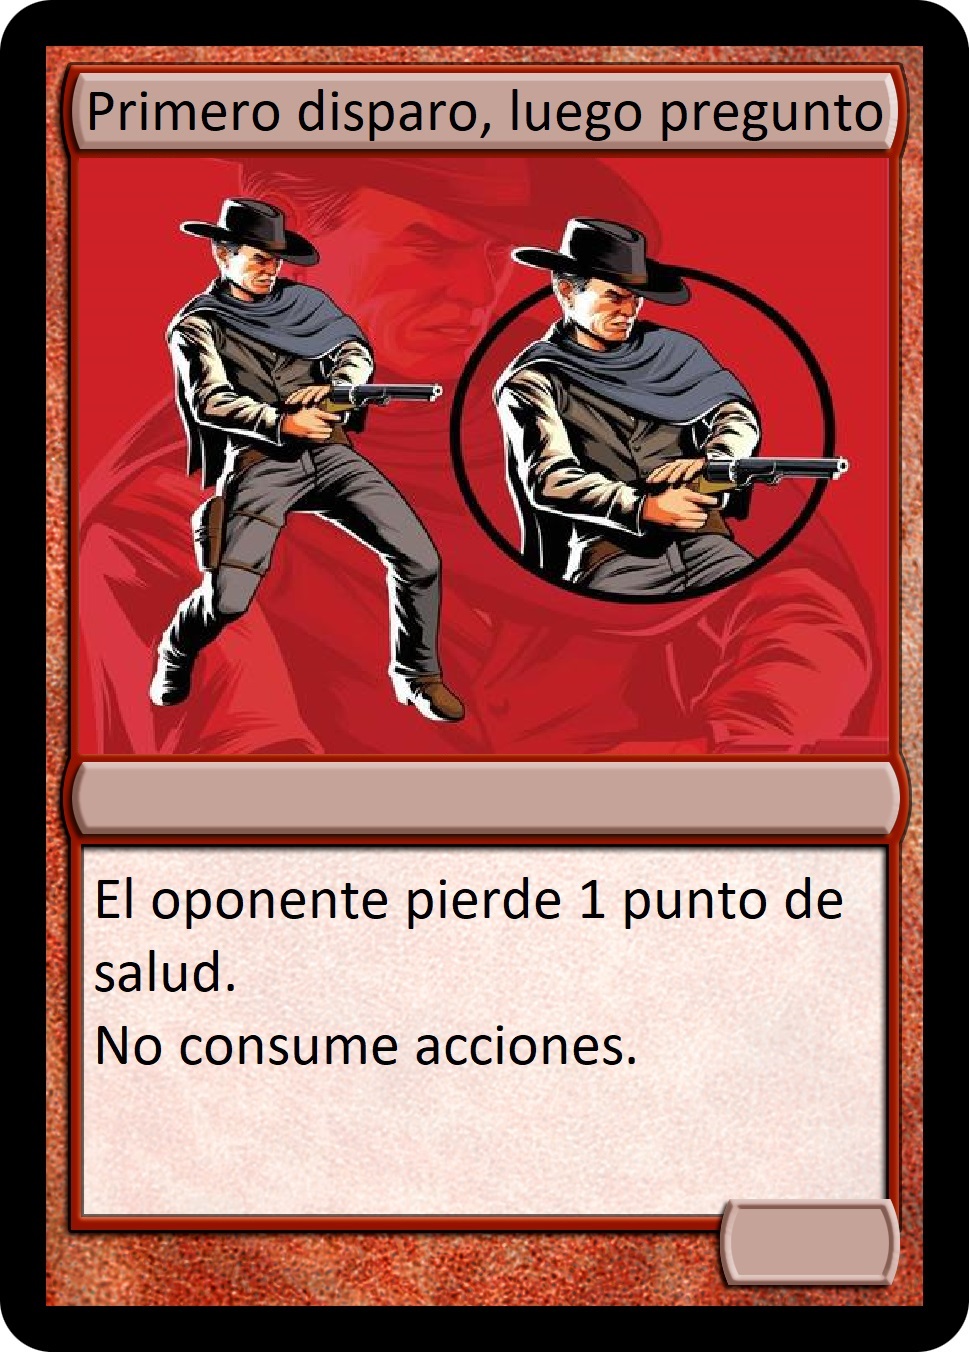 Primero disparo, luego pregunto
El oponente pierde 1 punto de
salud.
No consume acciones.